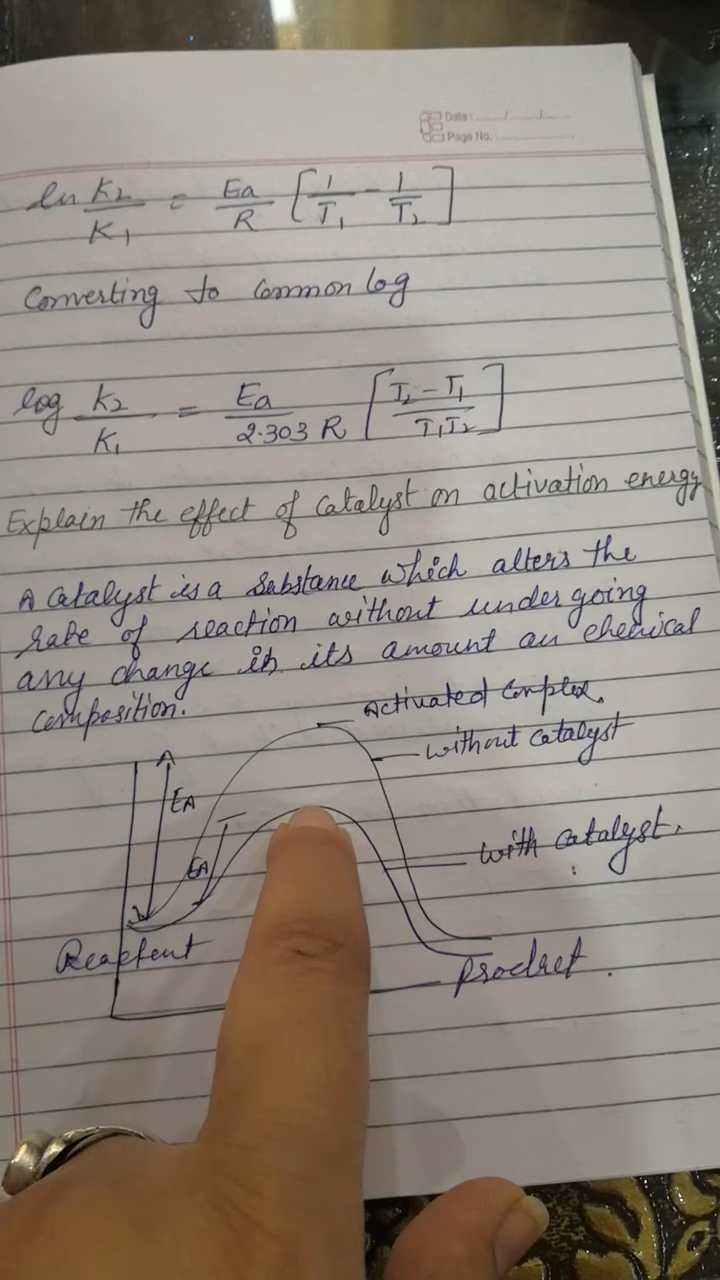 Date : ....../....../......
Page No. : ..................
ln K2/K1 = Ea/R [1/T1 - 1/T2]
Converting to common log
log K2/K1 = Ea/2.303 R [T2 - T1/T1T2]
Explain the effect of catalyst on activation energy
A catalyst is a substance which alters the
rate of reaction without undergoing
any change in its amount an chemical
composition.
Activated complex.
without catalyst
EA
EA
with catalyst.
Reactent
Product.